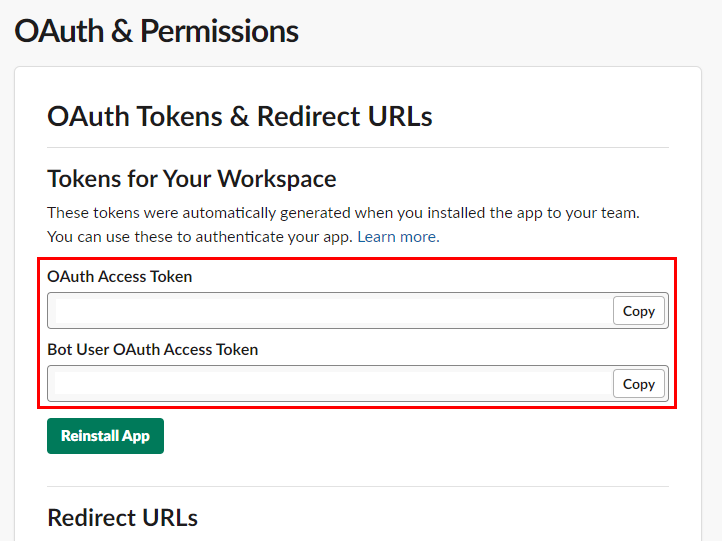 OAuth & Permissions
OAuth Tokens & Redirect URLs
Tokens for Your Workspace
These tokens were automatically generated when you installed the app to your team.
You can use these to authenticate your app. Learn more.
OAuth Access Token
Copy
Bot User OAuth Access Token
Copy
Reinstall App
Redirect URLs